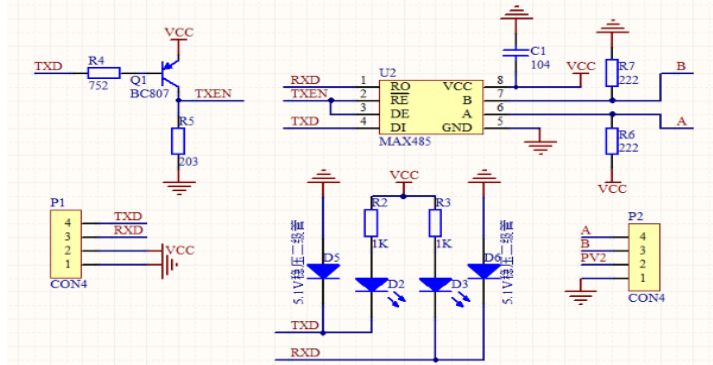 VCC
TXD
R4
752
Q1
BC807
TXEN
R5
203
U2
RXD
1
RO
VCC
8
TXEN
2
RE
B
7
3
DE
A
6
TXD
4
DI
GND
5
MAX485
C1
104
VCC
R7
222
B
A
R6
222
VCC
P1
4
TXD
3
RXD
2
VCC
1
CON4
VCC
R2
1K
R3
1K
D5
5.1V稳压二级管
D2
D3
D6
5.1V稳压二级管
TXD
RXD
P2
A
4
B
3
PV2
2
1
CON4